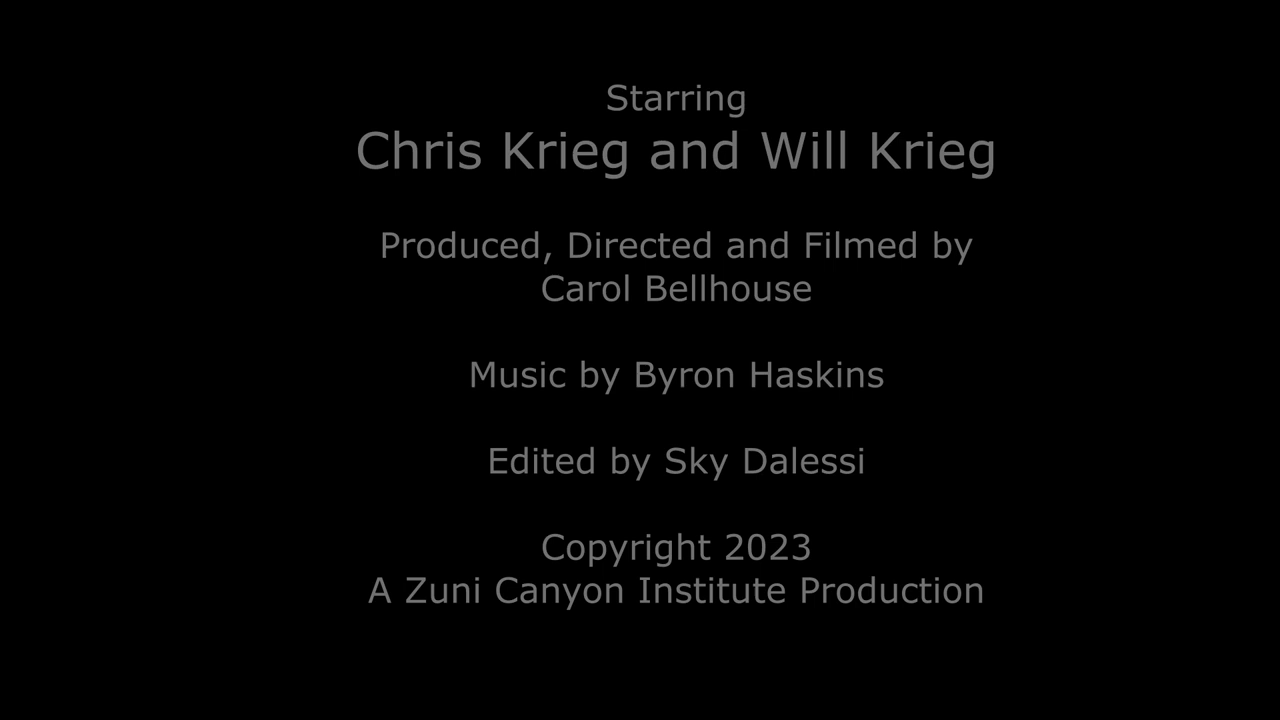 Starring
Chris Krieg and Will Krieg
Produced, Directed and Filmed by
Carol Bellhouse
Music by Byron Haskins
Edited by Sky Dalessi
Copyright 2023
A Zuni Canyon Institute Production